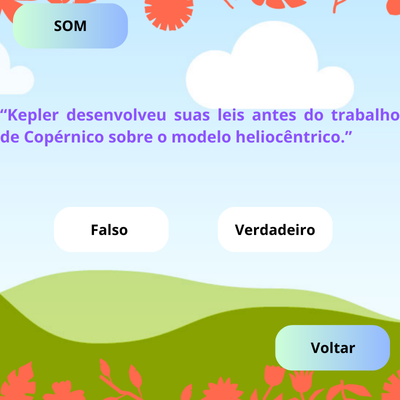 SOM
“Kepler desenvolveu suas leis antes do trabalho
de Copérnico sobre o modelo heliocêntrico.”
Falso
Verdadeiro
Voltar